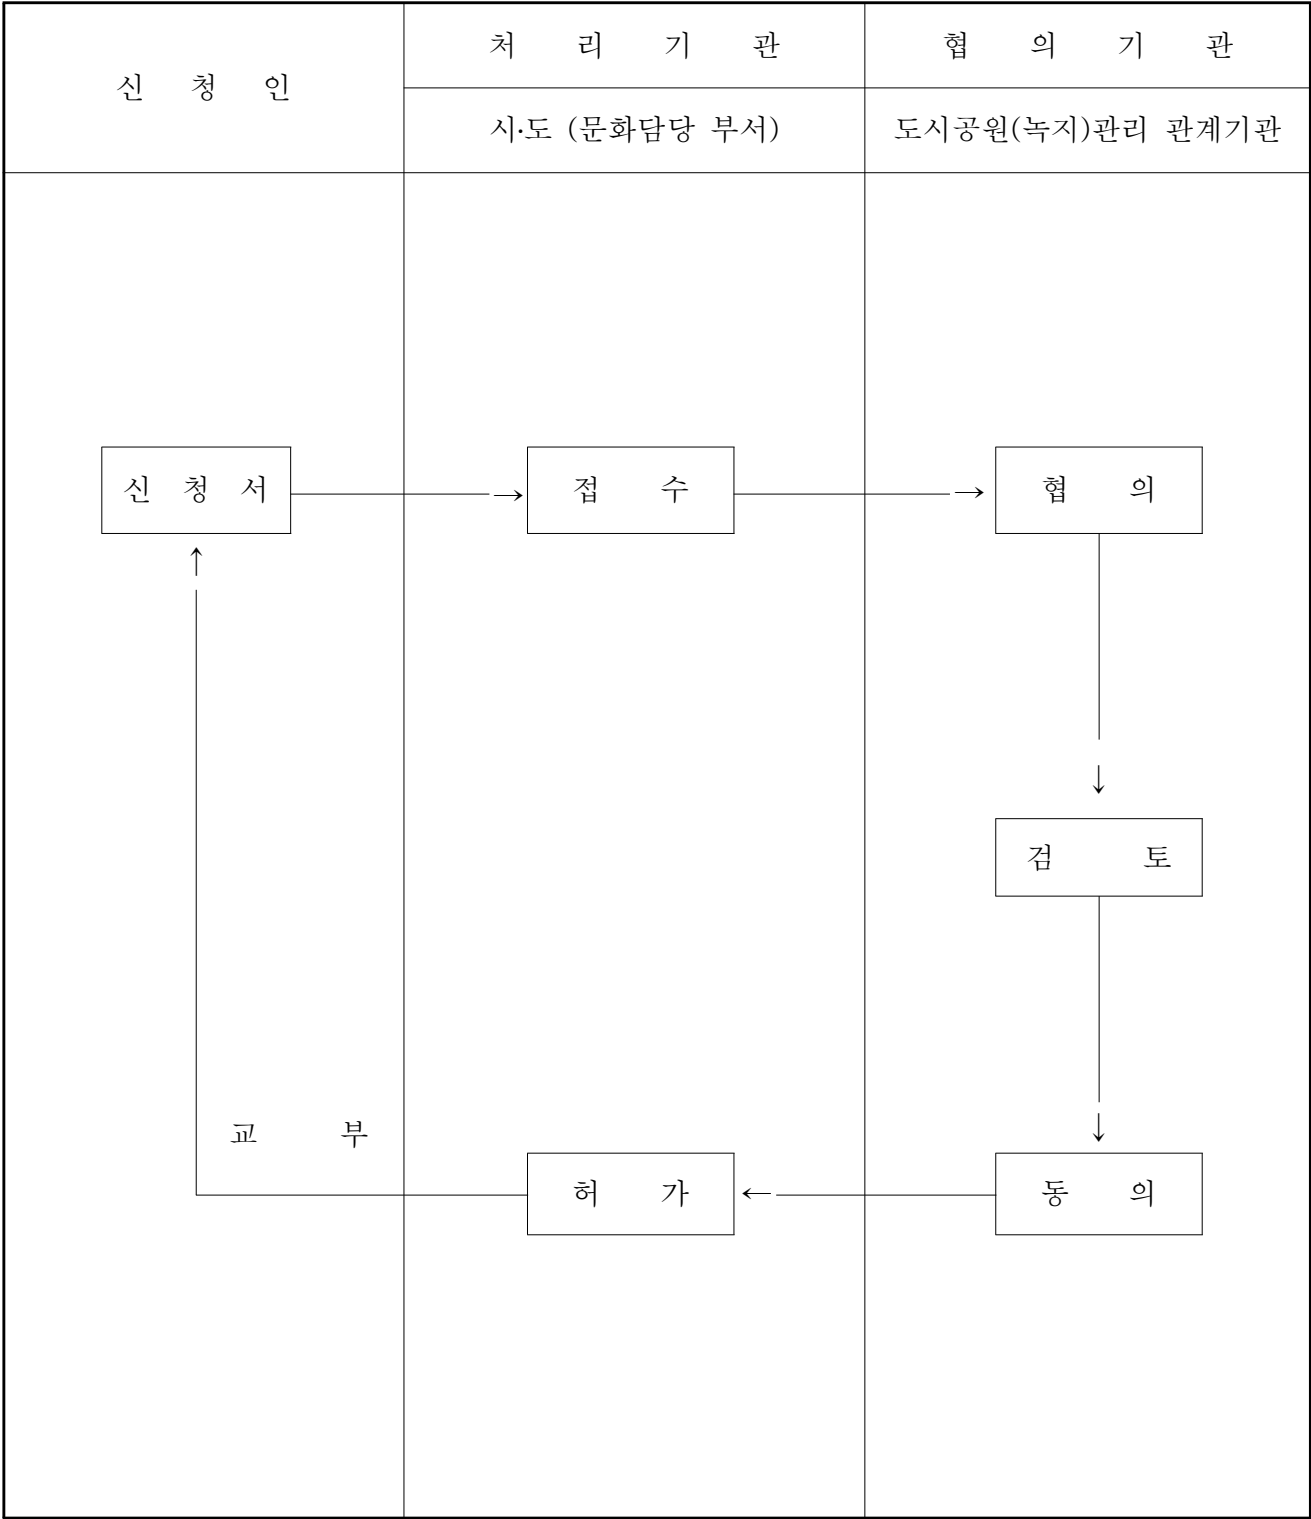 신 청 인
처 리 기 관
협 의 기 관
시·도 (문화담당 부서)
도시공원(녹지)관리 관계기관
신 청 서
접 수
협 의
검 토
교 부
허 가
동 의